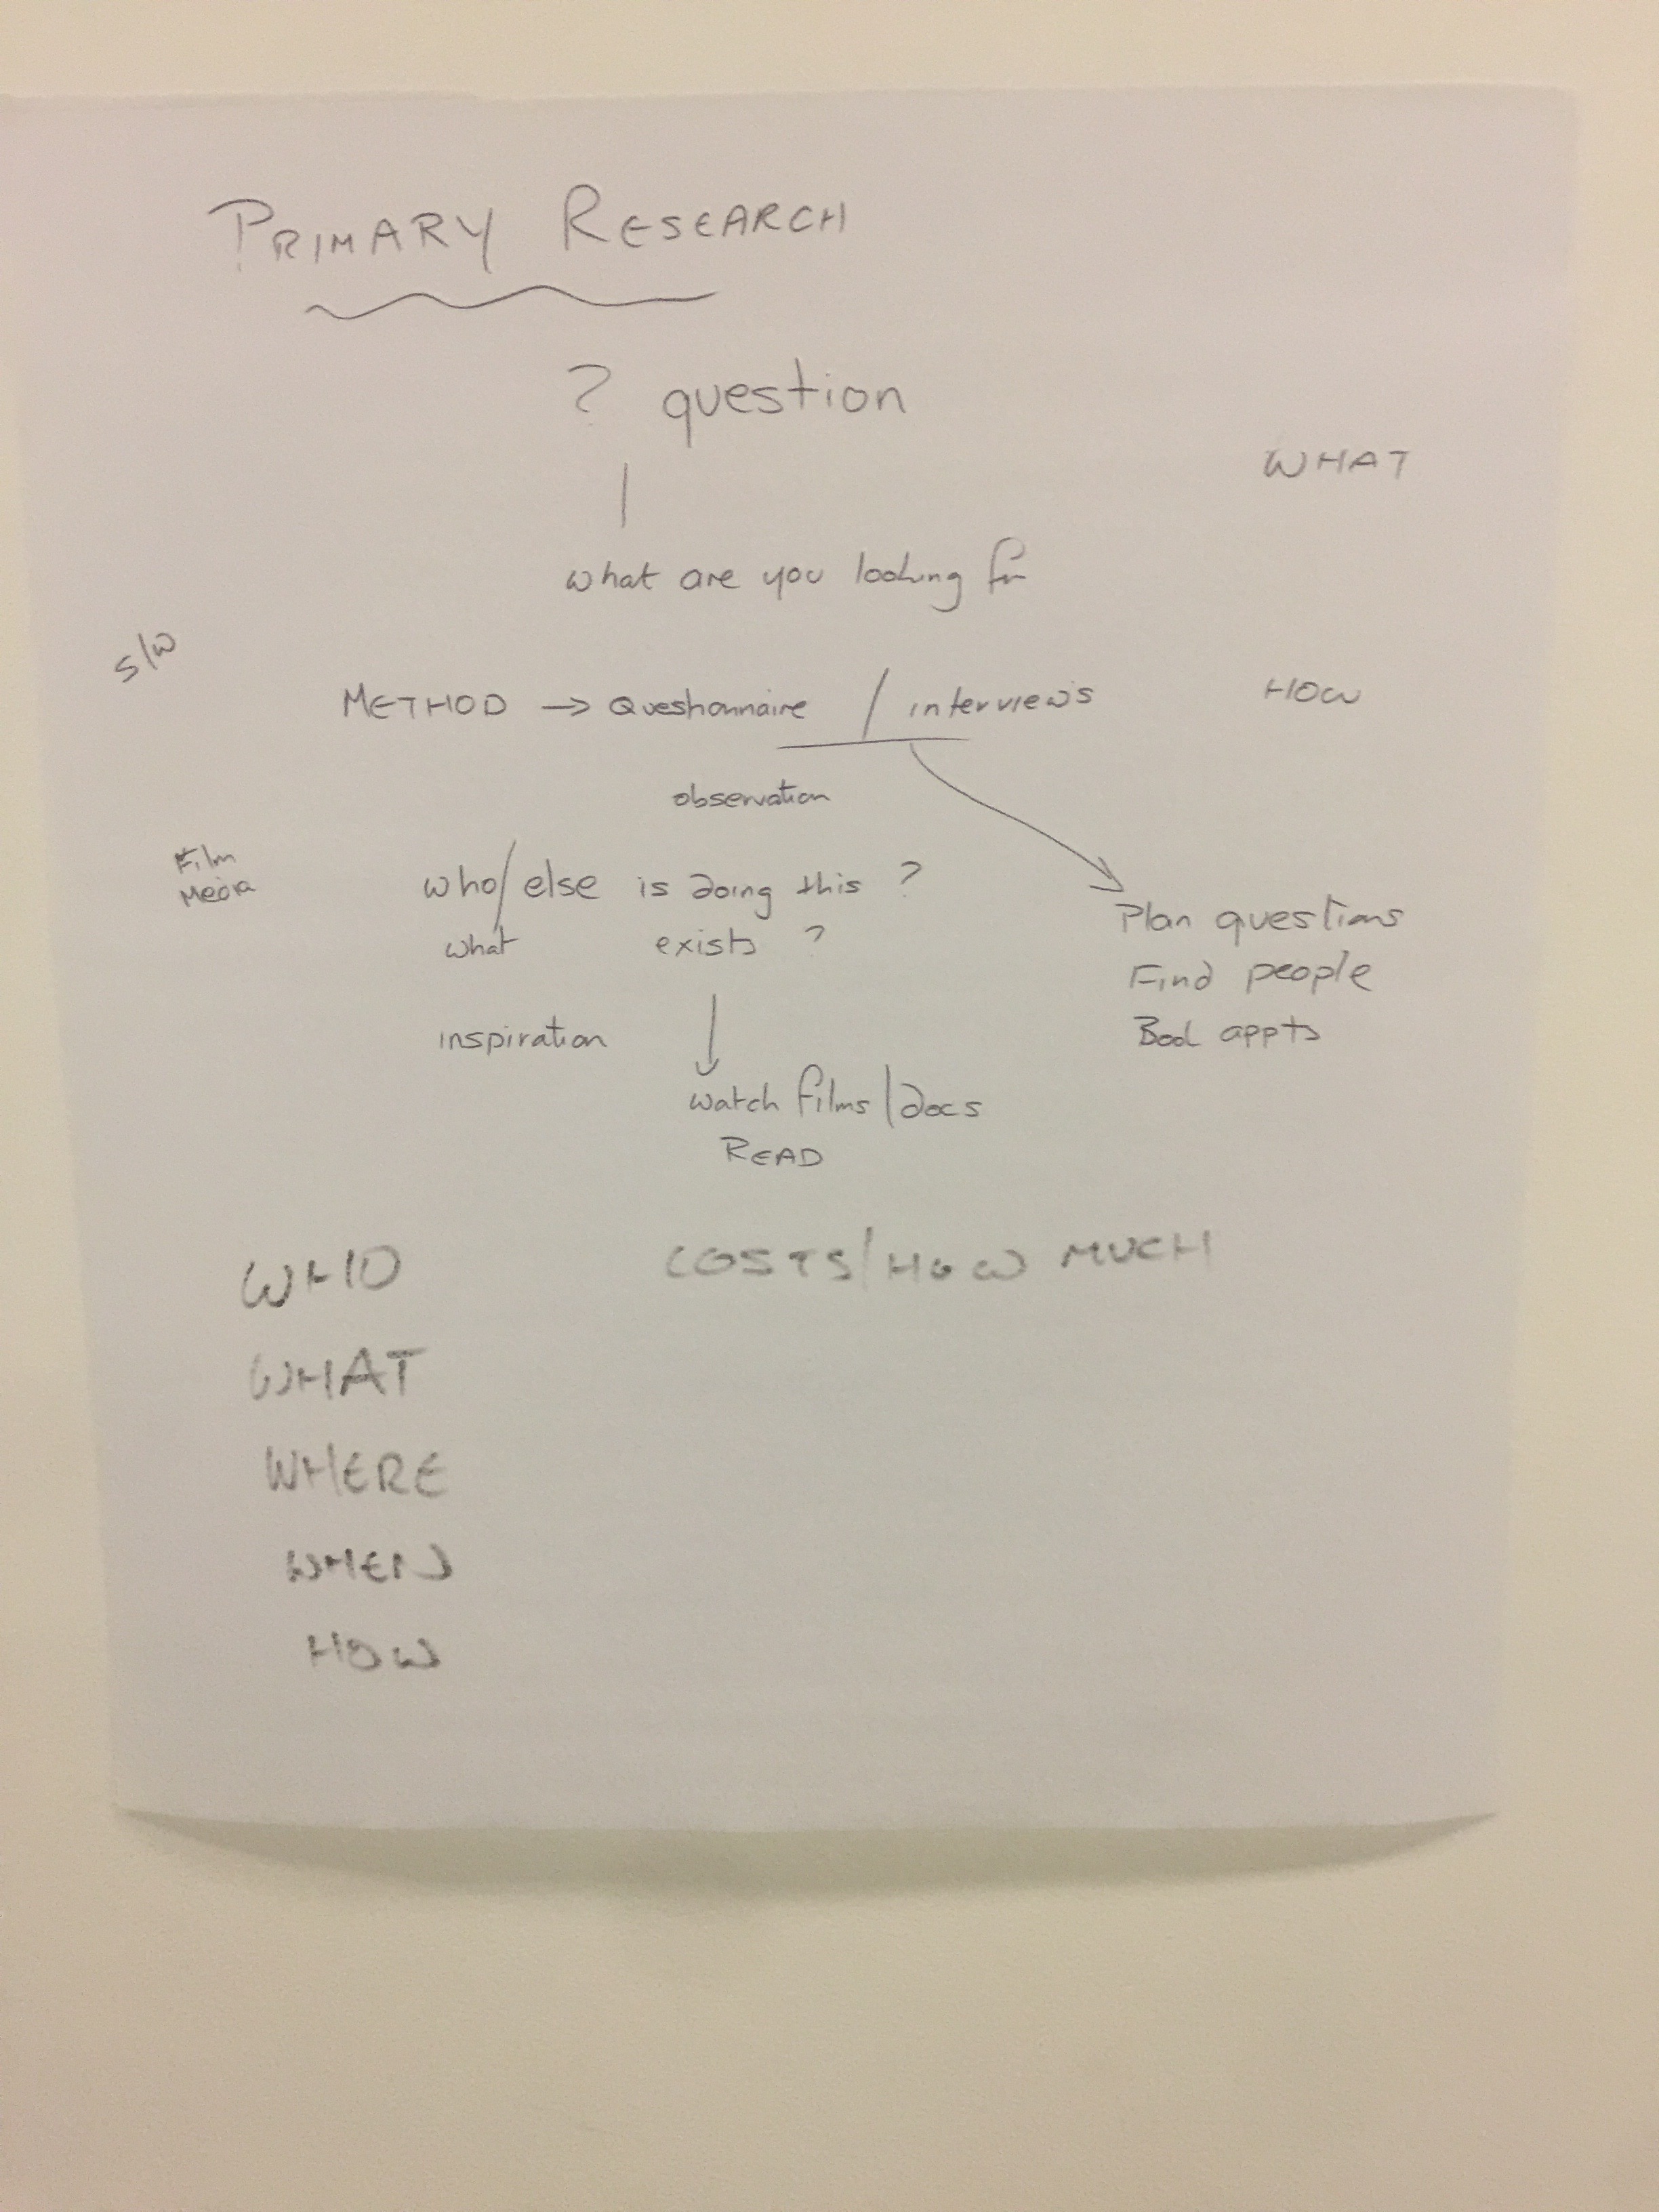 PRIMARY RESEARCH
? question
WHAT
what are you looking for
S/W
METHOD → Questionnaire / interviews
HOW
observation
Film
Media
who/ else is doing this ?
what exists ?
Plan questions
Find people
Book appts
inspiration
watch films/docs
READ
WHO
COSTS/HOW MUCH
WHAT
WHERE
WHEN
HOW